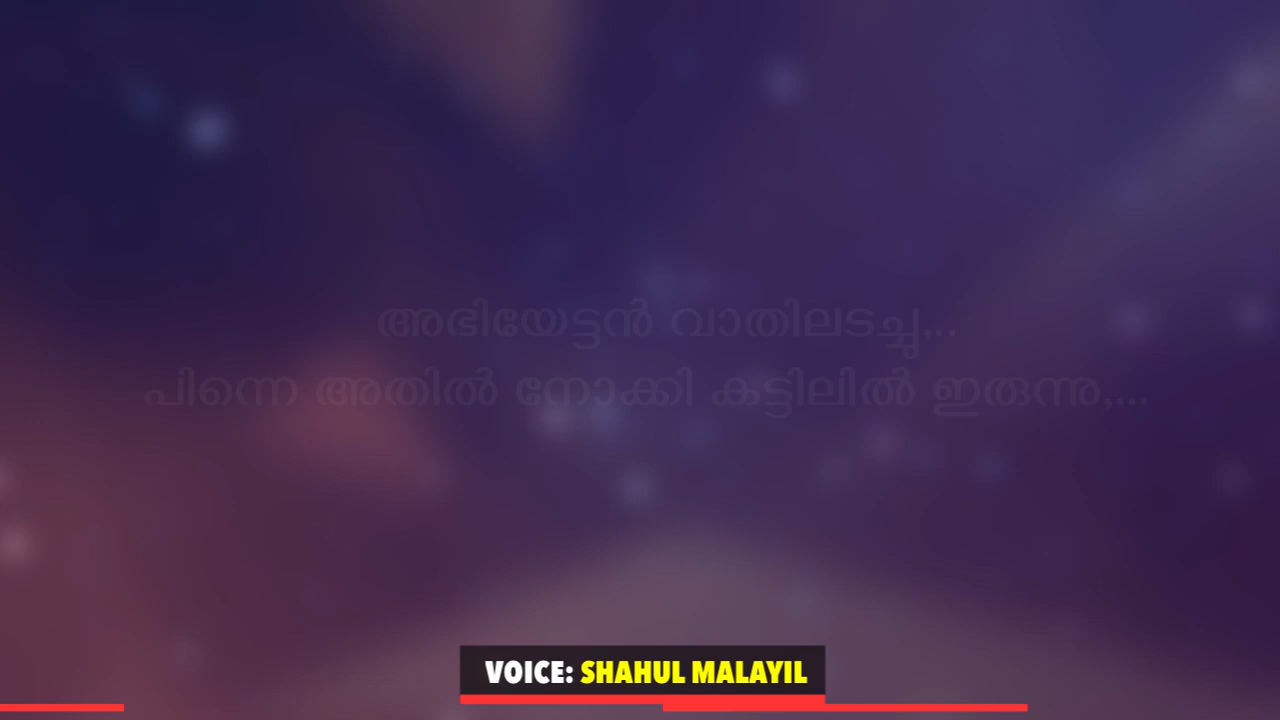 അഭിയേട്ടൻ വാതിലടച്ചു...
പിന്നെ അതിൽ നോക്കി കട്ടിലിൽ ഇരുന്നു,...
VOICE: SHAHUL MALAYIL